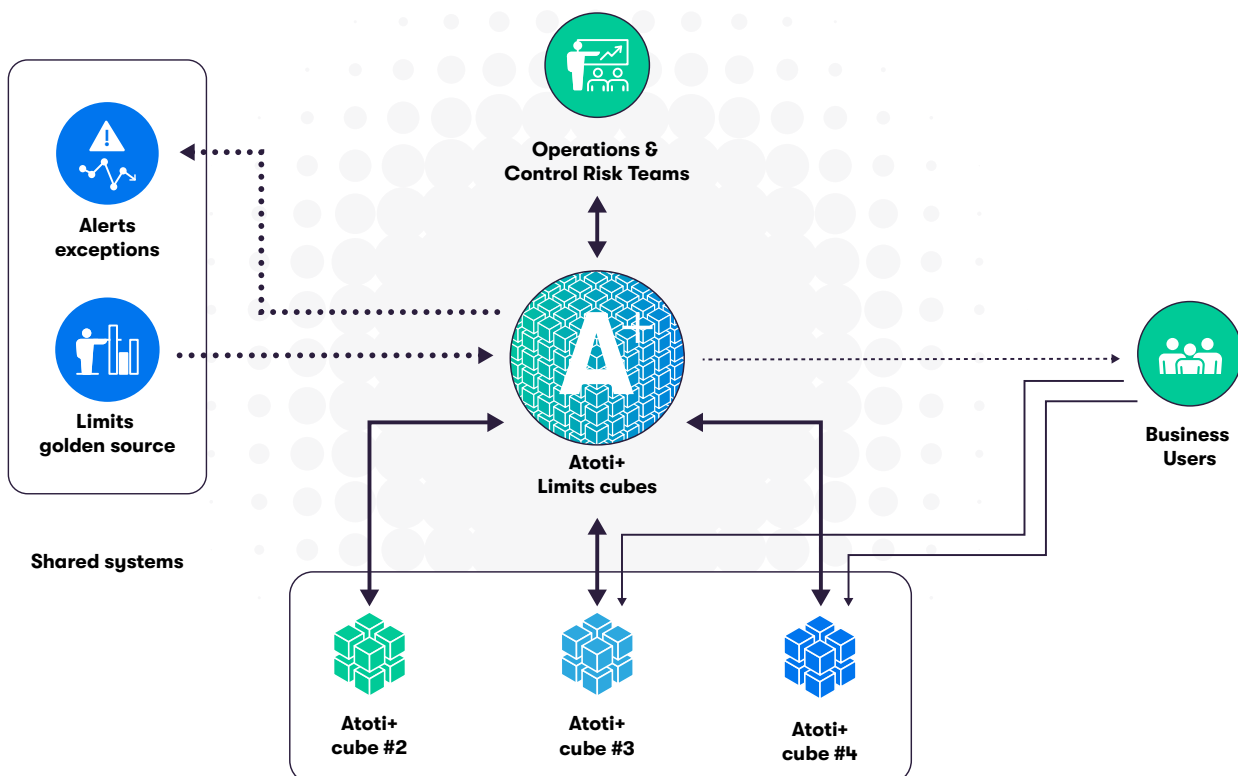 Operations &
Control Risk Teams
Alerts
exceptions
Limits
golden source
Shared systems
A+
Atoti+
Limits cubes
Business
Users
Atoti+
cube #2
Atoti+
cube #3
Atoti+
cube #4